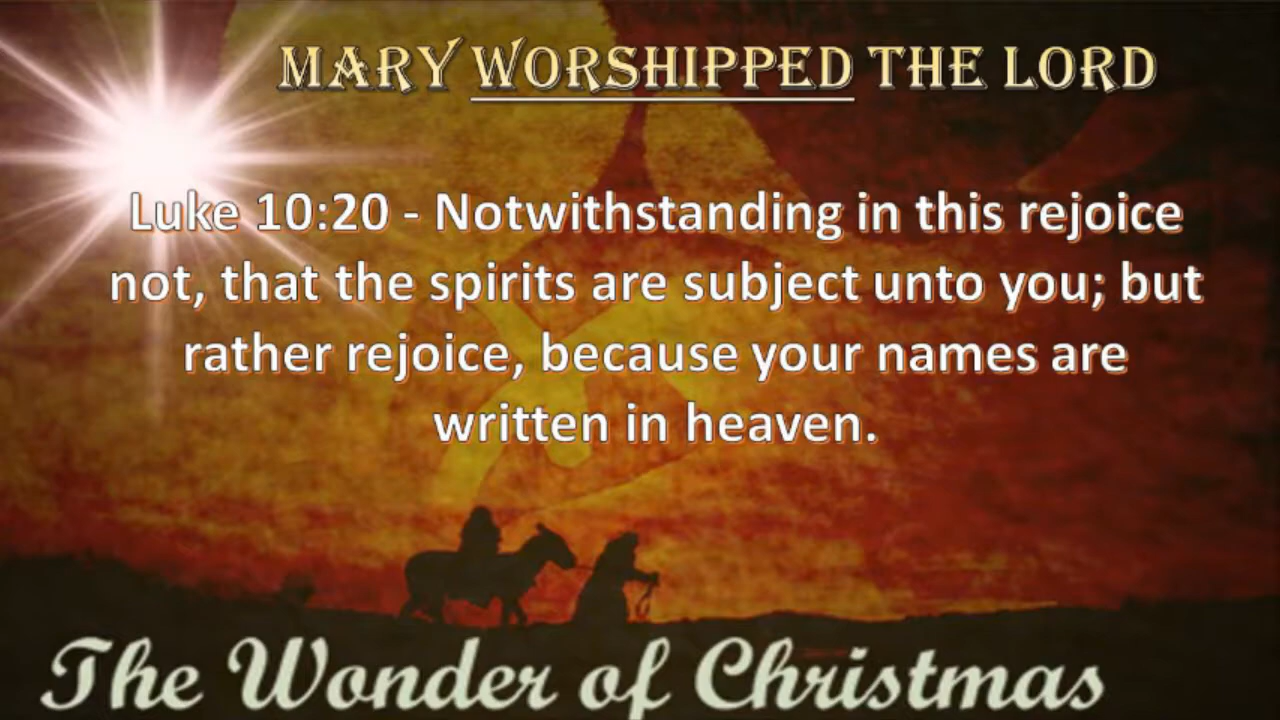 MARY WORSHIPPED THE LORD
Luke 10:20 - Notwithstanding in this rejoice
not, that the spirits are subject unto you; but
rather rejoice, because your names are
written in heaven.
The Wonder of Christmas